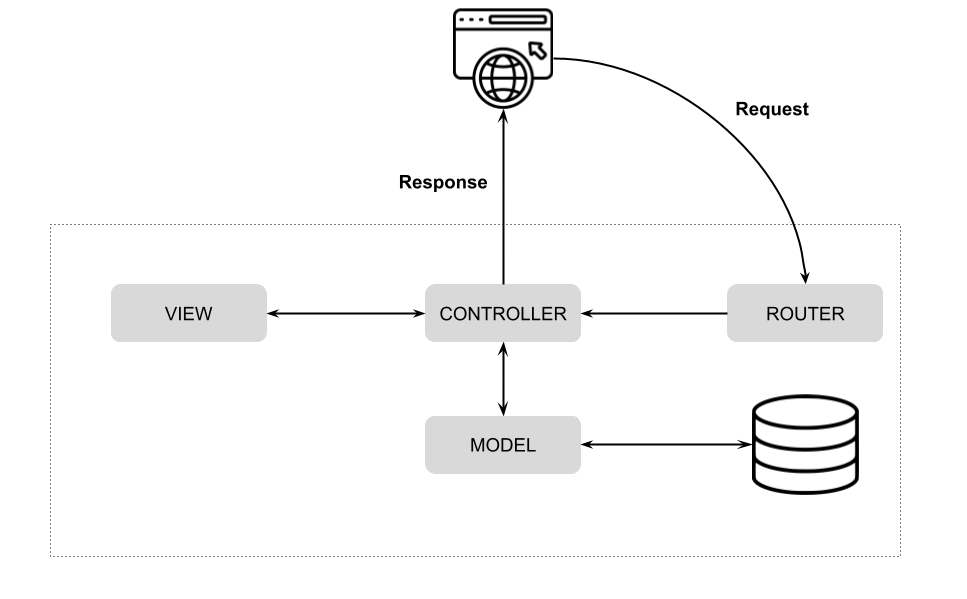 Request
Response
VIEW
CONTROLLER
ROUTER
MODEL